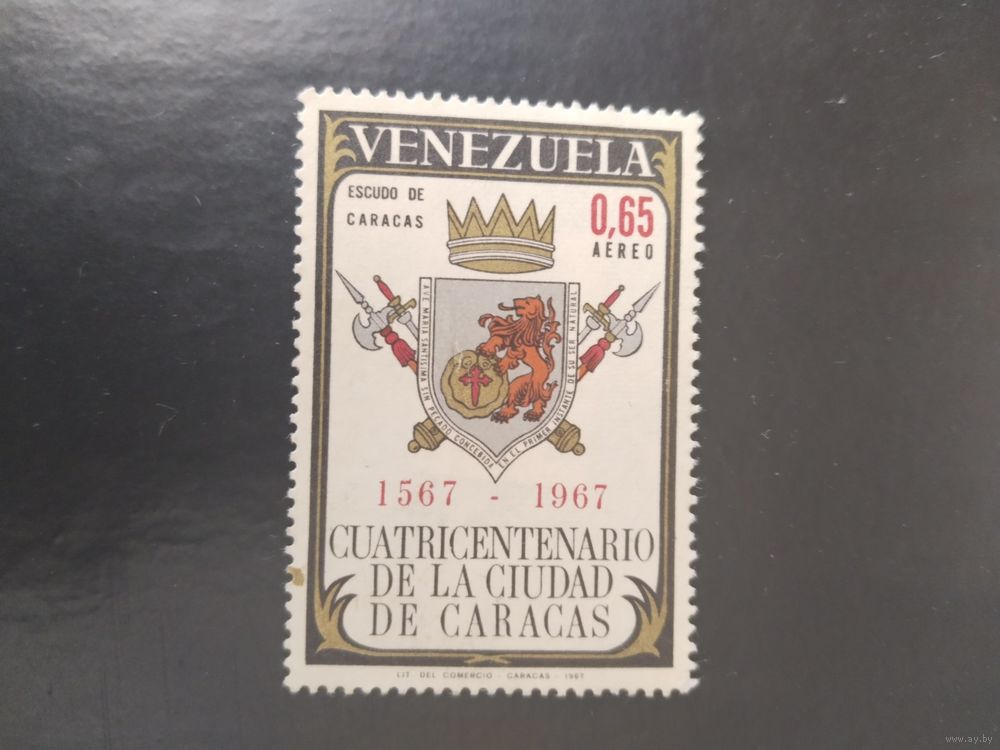 VENEZUELA
ESCUDO DE
CARACAS
0,65
AEREO
AVE MARIA SANTISIMA SIN PECADO CONCEBIDA
EN EL PRIMER INSTANTE DE SU SER NATURAL
1567 - 1967
CUATRICENTENARIO
DE LA CIUDAD
DE CARACAS
LIT. DEL COMERCIO - CARACAS - 1967
www.ay.by